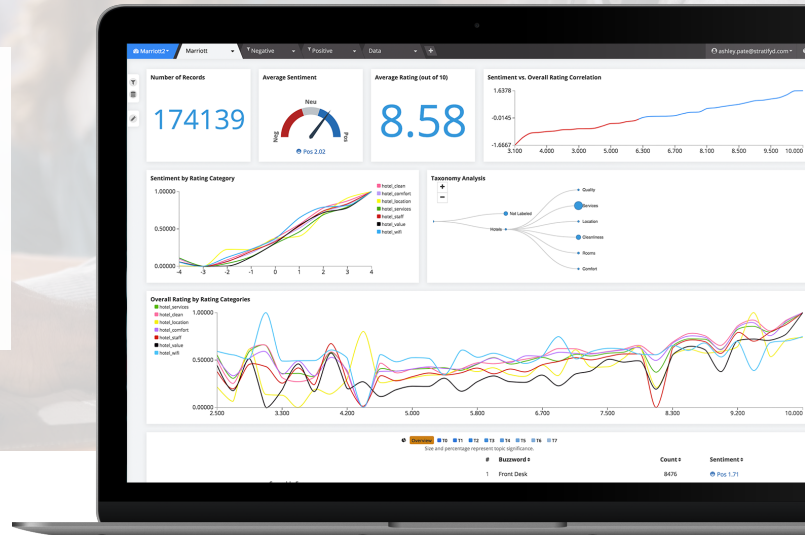 Marriott2
Marriott
Negative
Positive
Data
+
ashley.pate@stratifyd.com
Number of Records
174139
Average Sentiment
Neu
Neg
Pos
Pos 2.02
Average Rating (out of 10)
8.58
Sentiment vs. Overall Rating Correlation
1.6378
-0.0145
-1.6667
3.100 4.000 3.000 5.000 6.300 6.700 8.100 8.500 9.500 10.000
Sentiment by Rating Category
1.00000
0.50000
0.00000
-4 -3 -2 -1 0 1 2 3 4
hotel_clean
hotel_comfort
hotel_location
hotel_services
hotel_staff
hotel_value
hotel_wifi
Taxonomy Analysis
+
−
Hotels
Not Labeled
Quality
Services
Location
Cleanliness
Rooms
Comfort
Overall Rating by Rating Categories
hotel_services
hotel_clean
hotel_location
hotel_comfort
hotel_staff
hotel_value
hotel_wifi
1.00000
0.50000
0.00000
2.500 3.300 4.200 5.000 5.800 6.700 7.500 8.300 9.200 10.000
Overview T0 T1 T2 T3 T4 T5 T6 T7
Size and percentage represent topic significance.
# Buzzword Count Sentiment
1 Front Desk 8476 Pos 1.71